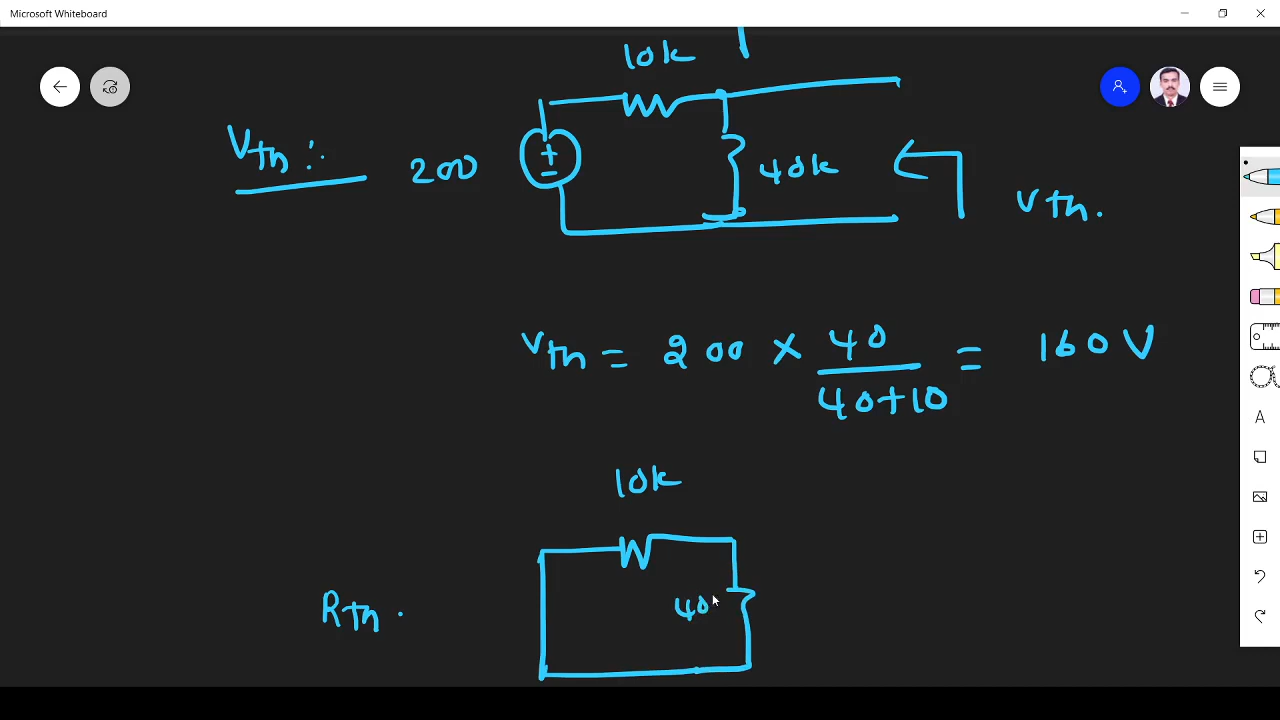 Microsoft Whiteboard
10k
Vth :-
200
+
-
40k
Vth.
Vth = 200 × 40/40+10 = 160 V
10k
Rth .
40
A